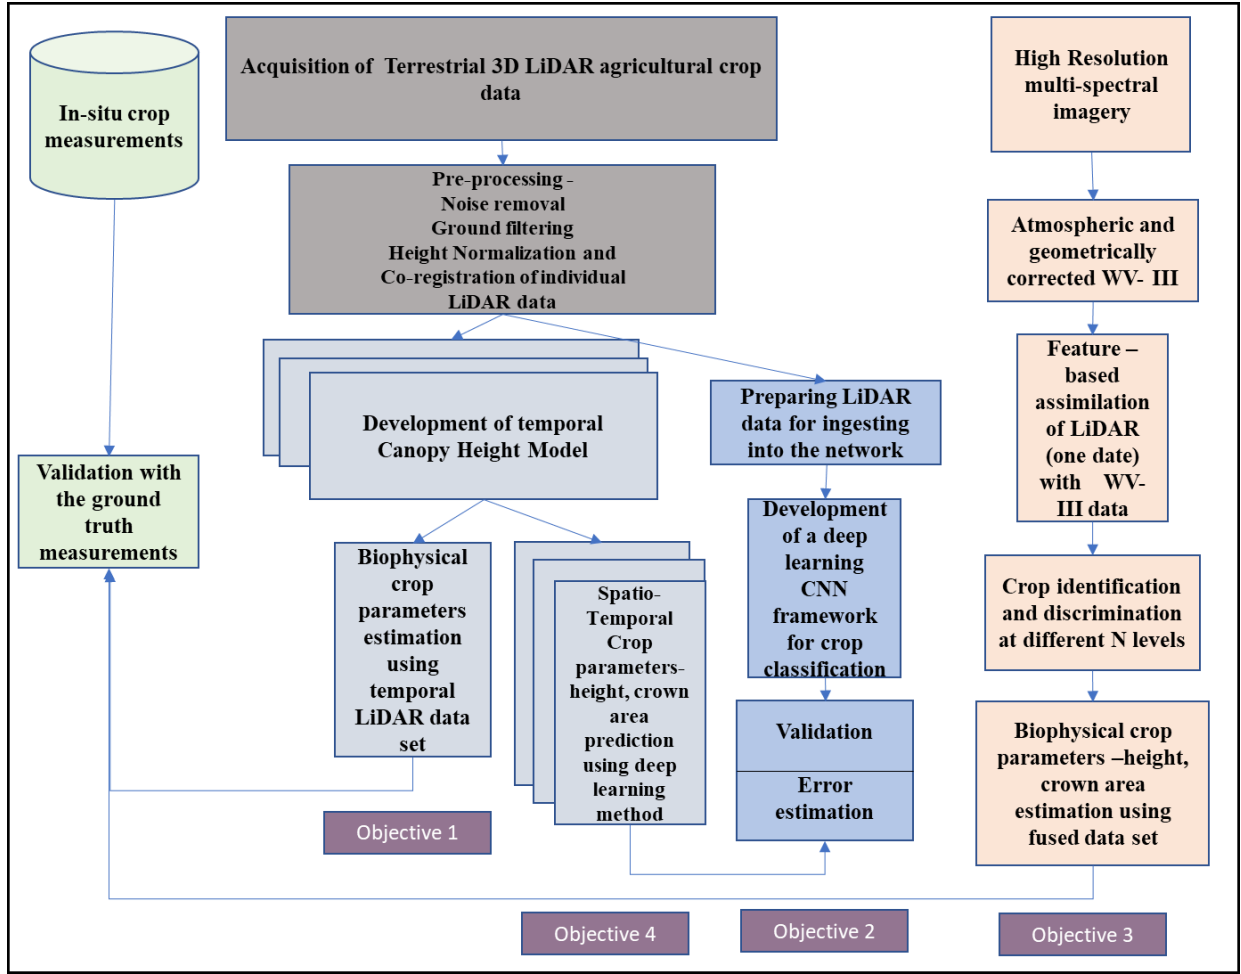 In-situ crop
measurements
Acquisition of Terrestrial 3D LiDAR agricultural crop
data
High Resolution
multi-spectral
imagery
Pre-processing -
Noise removal
Ground filtering
Height Normalization and
Co-registration of individual
LiDAR data
Atmospheric and
geometrically
corrected WV- III
Development of temporal
Canopy Height Model
Preparing LiDAR
data for ingesting
into the network
Feature –
based
assimilation
of LiDAR
(one date)
with WV-
III data
Validation with
the ground
truth
measurements
Biophysical
crop
parameters
estimation
using
temporal
LiDAR data
set
Spatio-
Temporal
Crop
parameters-
height, crown
area
prediction
using deep
learning
method
Development
of a deep
learning
CNN
framework
for crop
classification
Crop identification
and discrimination
at different N levels
Validation
Error
estimation
Biophysical crop
parameters –height,
crown area
estimation using
fused data set
Objective 1
Objective 4
Objective 2
Objective 3